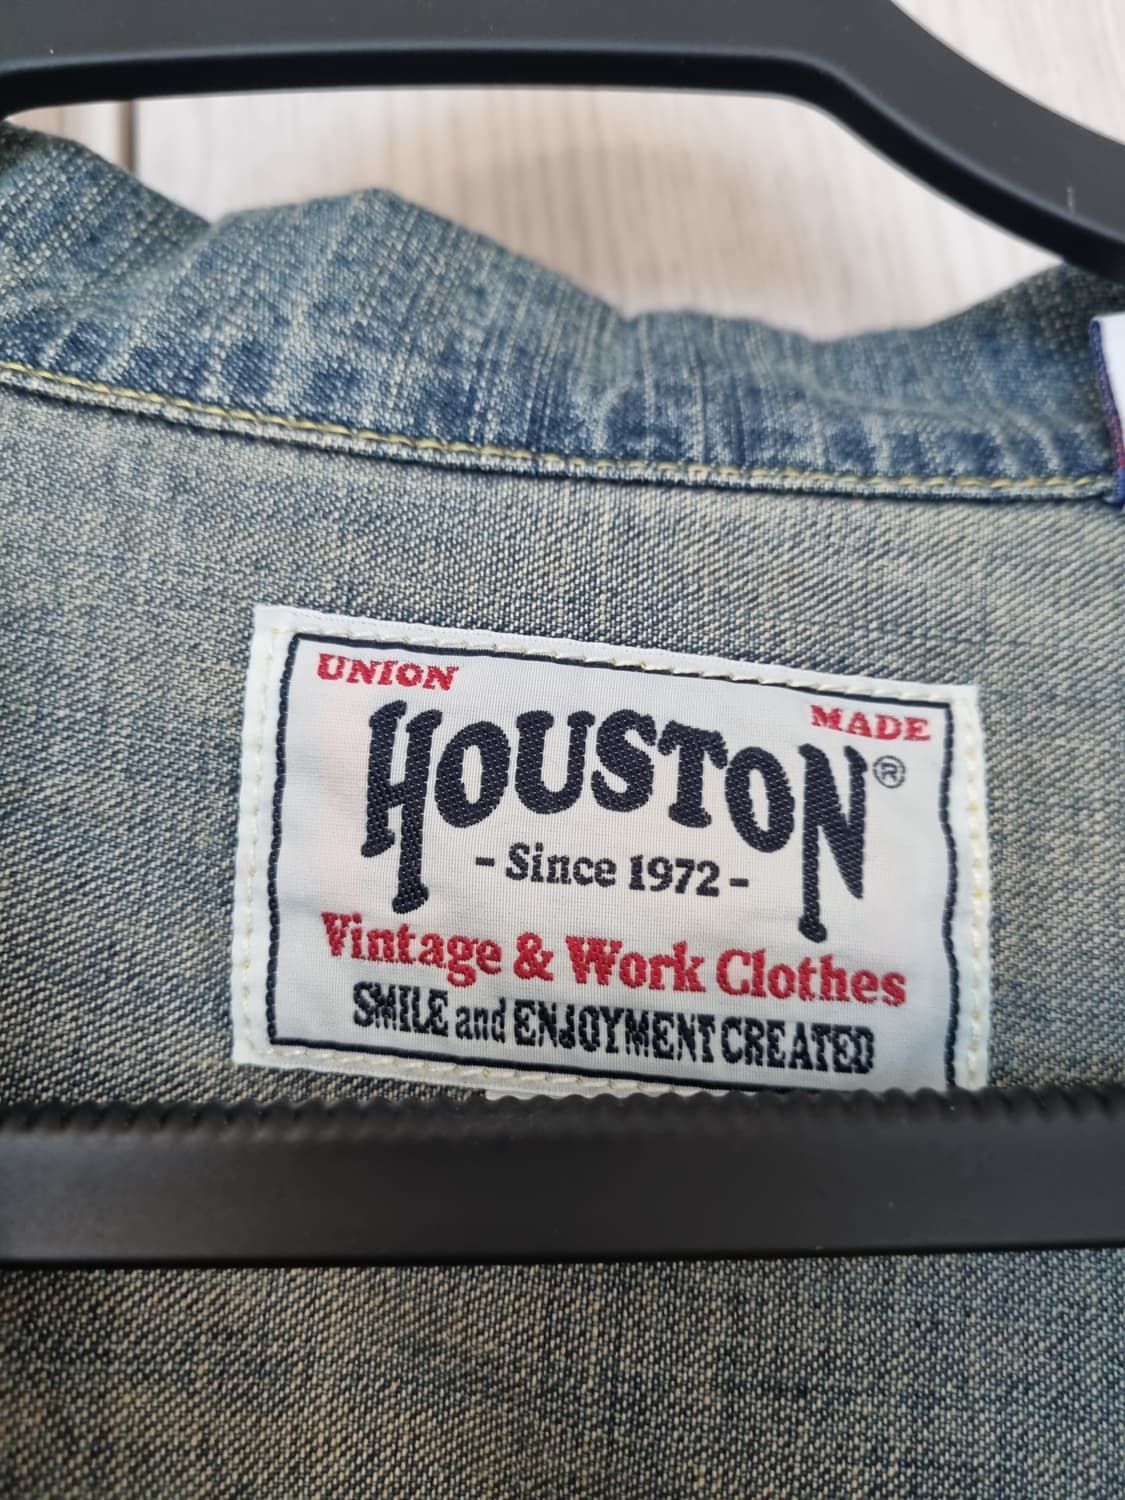 UNION MADE
HOUSTON®
- Since 1972 -
Vintage & Work Clothes
SMILE and ENJOYMENT CREATED